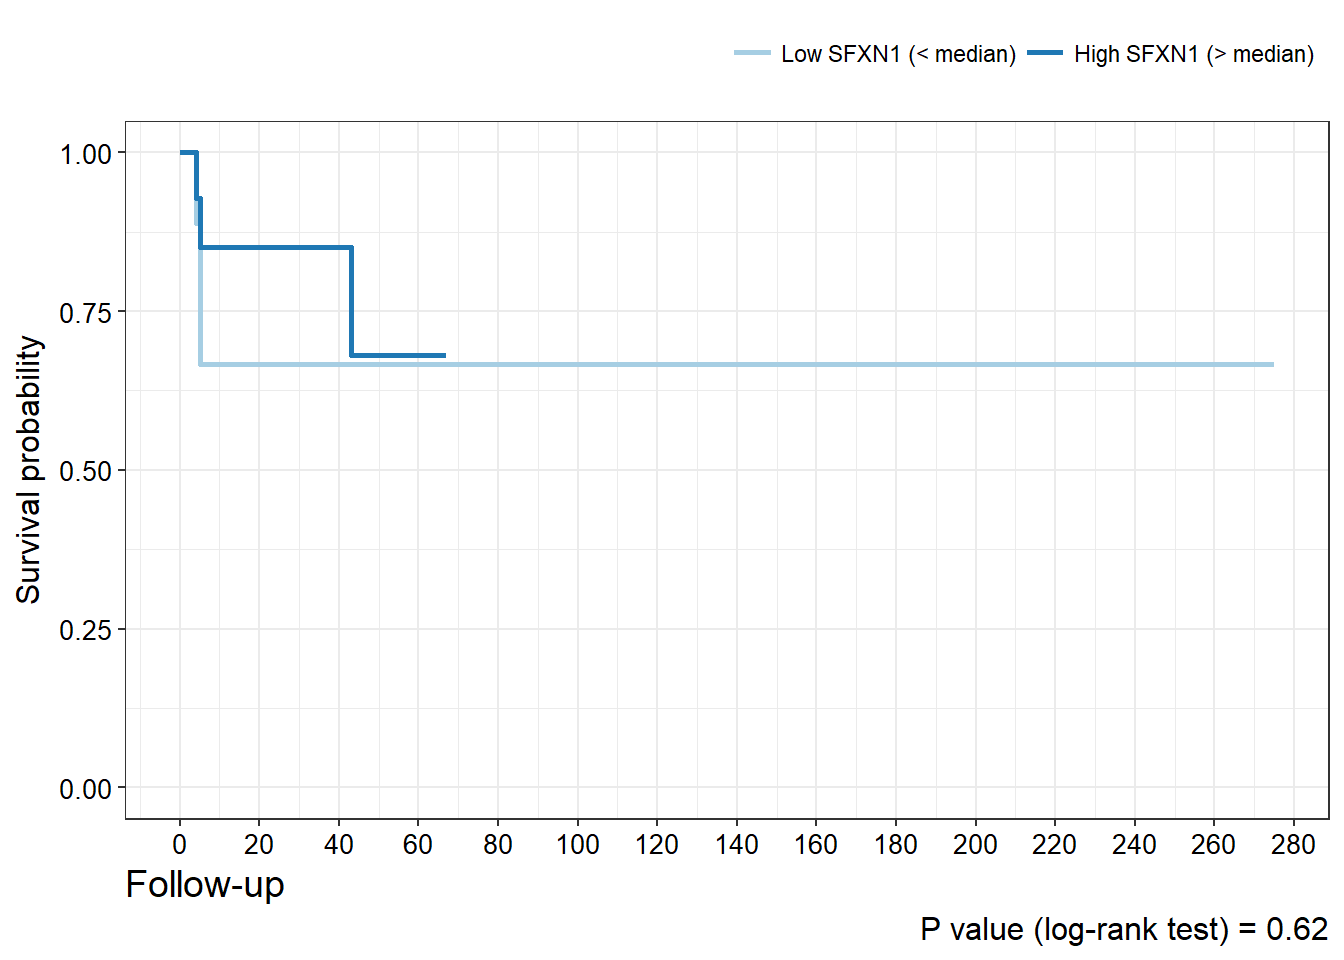 Low SFXN1 (< median) High SFXN1 (> median)
Survival probability
1.00
0.75
0.50
0.25
0.00
0 20 40 60 80 100 120 140 160 180 200 220 240 260 280
Follow-up
P value (log-rank test) = 0.62